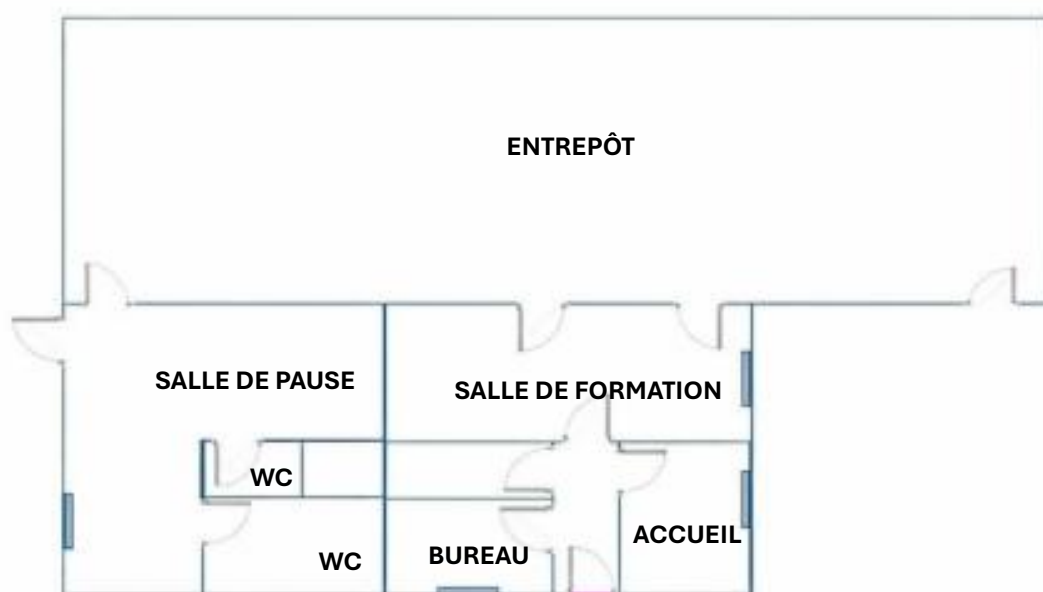 ENTREPÔT
SALLE DE PAUSE
SALLE DE FORMATION
WC
ACCUEIL
BUREAU
WC